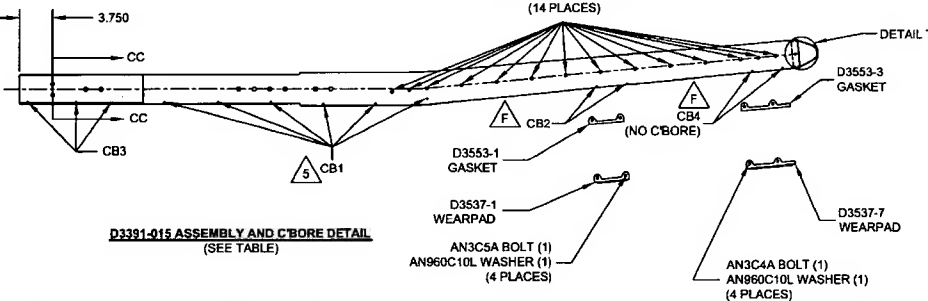 (14 PLACES)
3.750
CC
DETAIL
D3553-3
GASKET
F
F
CC
CB2
CB4
(NO C'BORE)
CB3
5
CB1
D3553-1
GASKET
D3537-1
WEARPAD
D3537-7
WEARPAD
D3391-015 ASSEMBLY AND C'BORE DETAIL
(SEE TABLE)
AN3C5A BOLT (1)
AN960C10L WASHER (1)
(4 PLACES)
AN3C4A BOLT (1)
AN960C10L WASHER (1)
(4 PLACES)